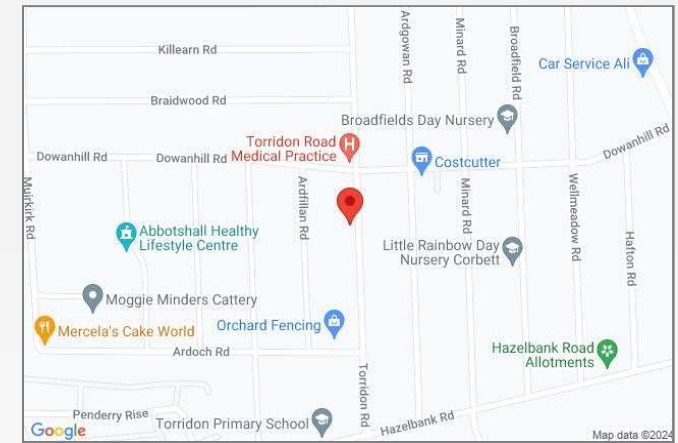 Killearn Rd
Braidwood Rd
Ardgowan Rd
Minard Rd
Broadfield Rd
Car Service Ali
Broadfields Day Nursery
Torridon Road
Medical Practice
Dowanhill Rd
Dowanhill Rd
Costcutter
Dowanhill Rd
Muirkirk Rd
Ardfillan Rd
Minard Rd
Wellmeadow Rd
Hafton Rd
Abbotshall Healthy
Lifestyle Centre
Little Rainbow Day
Nursery Corbett
Moggie Minders Cattery
Mercela's Cake World
Orchard Fencing
Ardoch Rd
Hazelbank Road
Allotments
Torridon Rd
Penderry Rise
Torridon Primary School
Hazelbank Rd
Google
Map data ©2024